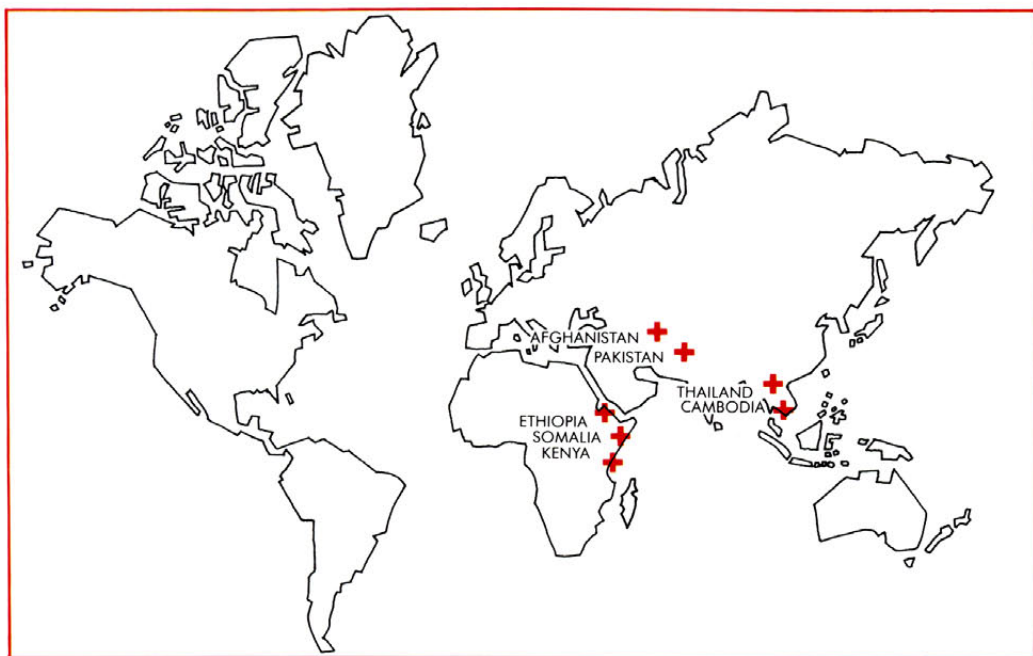 AFGHANISTAN
PAKISTAN
THAILAND
CAMBODIA
ETHIOPIA
SOMALIA
KENYA